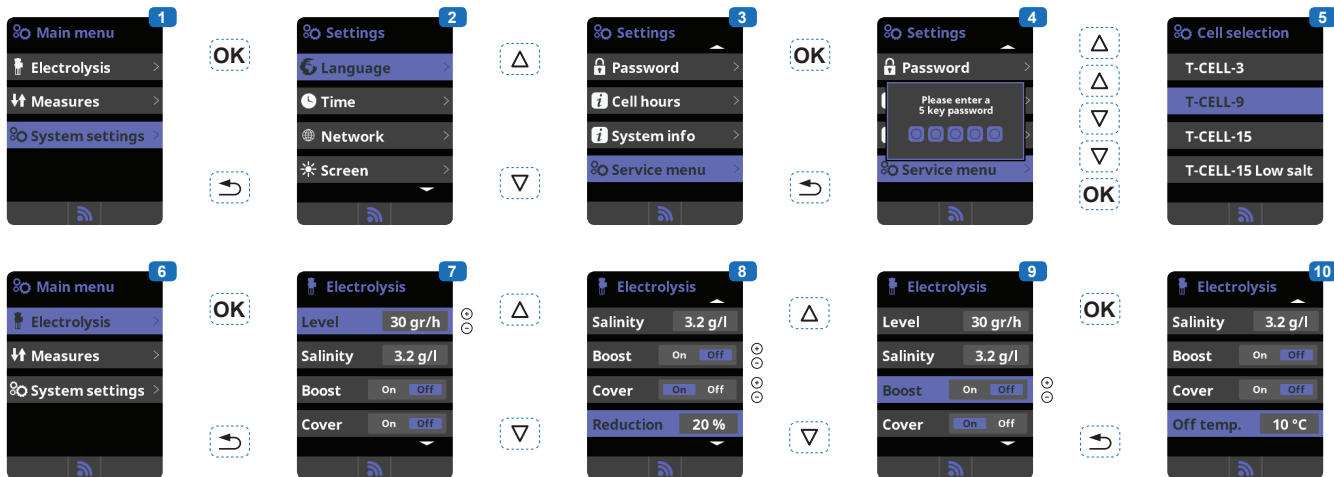 1
Main menu
Electrolysis
Measures
System settings
OK
2
Settings
Language
Time
Network
Screen
3
Settings
Password
Cell hours
System info
Service menu
OK
4
Settings
Password
Please enter a
5 key password
Service menu
OK
5
Cell selection
T-CELL-3
T-CELL-9
T-CELL-15
T-CELL-15 Low salt
6
Main menu
Electrolysis
Measures
System settings
OK
7
Electrolysis
Level 30 gr/h
Salinity 3.2 g/l
Boost On Off
Cover On Off
8
Electrolysis
Salinity 3.2 g/l
Boost On Off
Cover On Off
Reduction 20 %
9
Electrolysis
Level 30 gr/h
Salinity 3.2 g/l
Boost On Off
Cover On Off
OK
10
Electrolysis
Salinity 3.2 g/l
Boost On Off
Cover On Off
Off temp. 10 °C